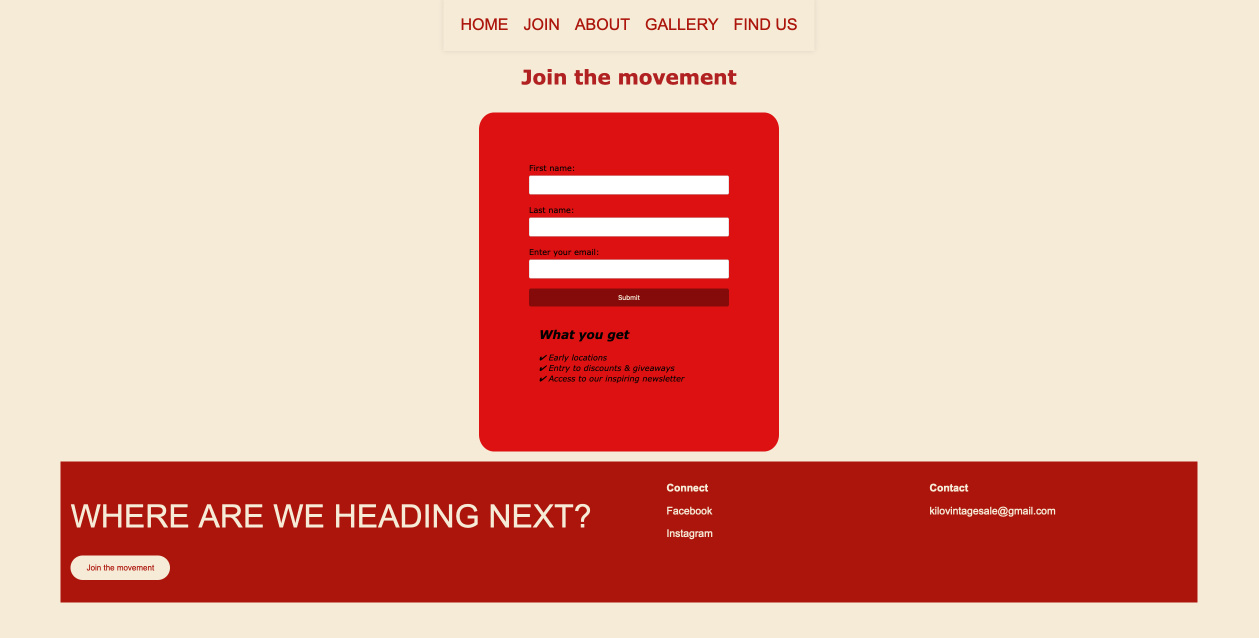 HOME JOIN ABOUT GALLERY FIND US
Join the movement
First name:
Last name:
Enter your email:
Submit
What you get
✔ Early locations
✔ Entry to discounts & giveaways
✔ Access to our inspiring newsletter
WHERE ARE WE HEADING NEXT?
Join the movement
Connect
Facebook
Instagram
Contact
kilovintagesale@gmail.com